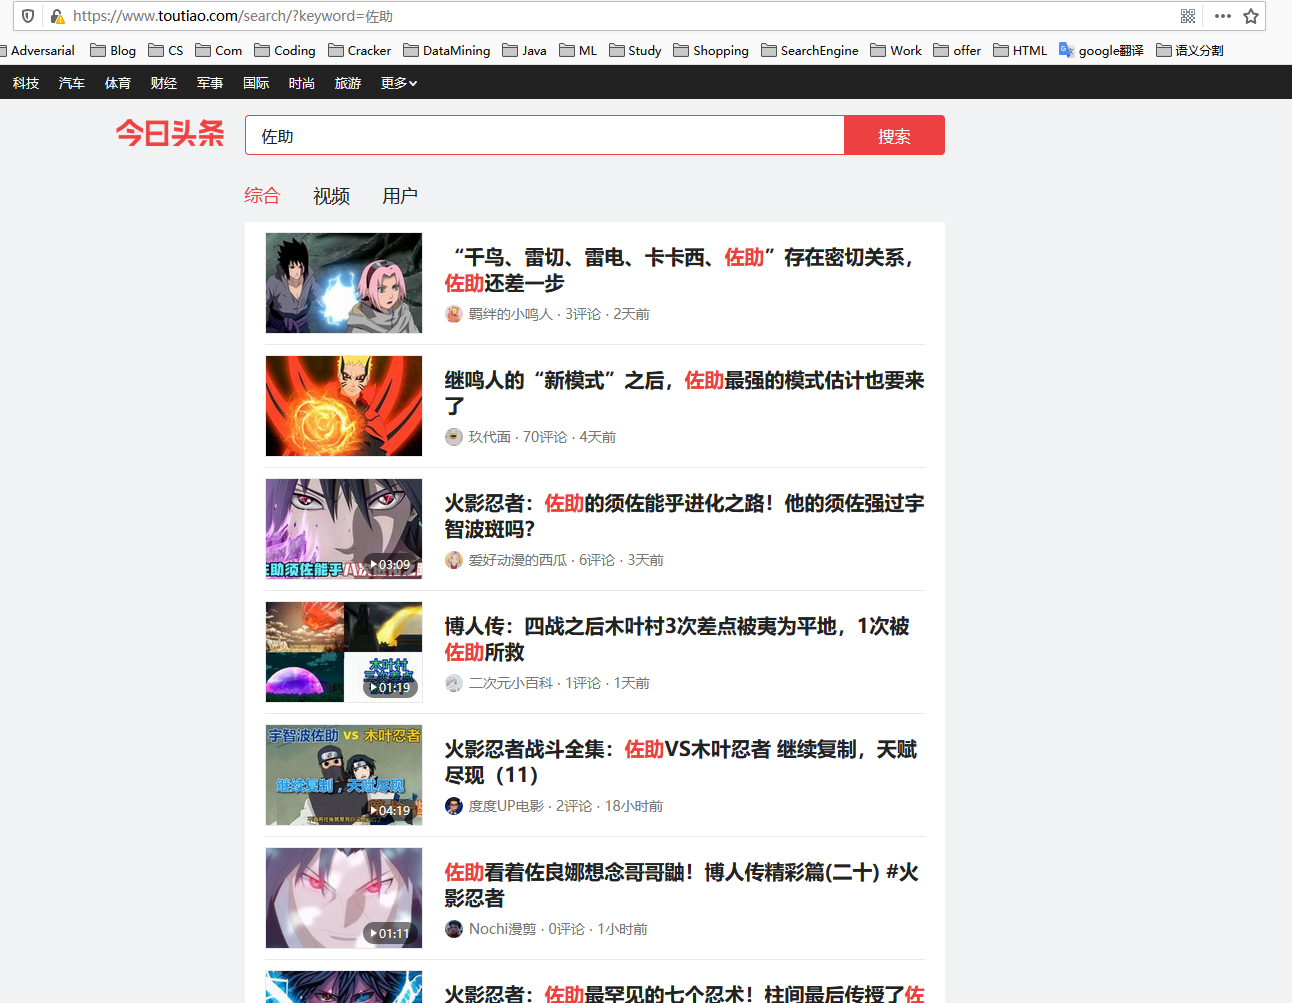 https://www.toutiao.com/search/?keyword=佐助
Adversarial Blog CS Com Coding Cracker DataMining Java ML Study Shopping SearchEngine Work offer HTML google翻译 语义分割
科技 汽车 体育 财经 军事 国际 时尚 旅游 更多
今日头条 佐助 搜索
综合 视频 用户
“千鸟、雷切、雷电、卡卡西、佐助”存在密切关系，
佐助还差一步
羁绊的小鸣人 · 3评论 · 2天前
继鸣人的“新模式”之后，佐助最强的模式估计也要来
了
玖代面 · 70评论 · 4天前
火影忍者：佐助的须佐能乎进化之路！他的须佐强过宇
智波斑吗？
03:09
爱好动漫的西瓜 · 6评论 · 3天前
博人传：四战之后木叶村3次差点被夷为平地，1次被
佐助所救
木叶村
三次差点
01:19
二次元小百科 · 1评论 · 1天前
宇智波佐助 VS 木叶忍者
继续复制，天赋尽现
04:19
火影忍者战斗全集：佐助VS木叶忍者 继续复制，天赋
尽现（11）
度度UP电影 · 2评论 · 18小时前
佐助看着佐良娜想念哥哥鼬！博人传精彩篇(二十) #火
影忍者
01:11
Nochi漫剪 · 0评论 · 1小时前
火影忍者：佐助最罕见的七个忍术！柱间最后传授了佐